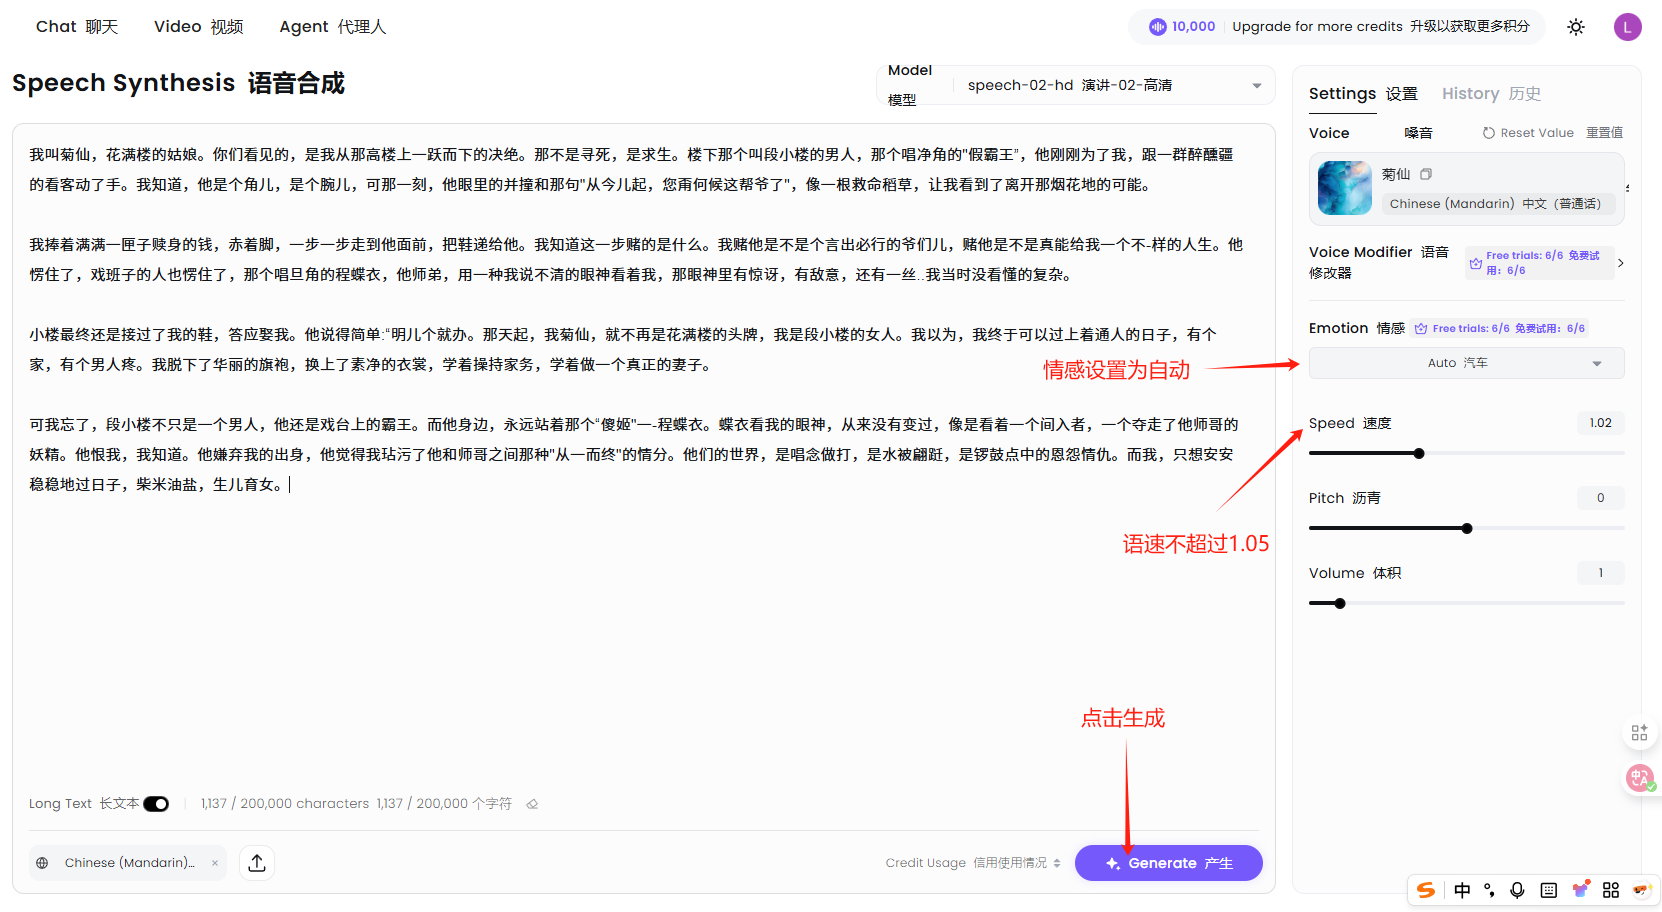 Chat 聊天 Video 视频 Agent 代理人 10,000 Upgrade for more credits 升级以获取更多积分 L
Speech Synthesis 语音合成
Model 模型 speech-02-hd 演讲-02-高清
我叫菊仙，花满楼的姑娘。你们看见的，是我从那高楼上一跃而下的决绝。那不是寻死，是求生。楼下那个叫段小楼的男人，那个唱净角的"假霸王”，他刚刚为了我，跟一群醉醺疆
的看客动了手。我知道，他是个角儿，是个腕儿，可那一刻，他眼里的并撞和那句"从今儿起，您甭何候这帮爷了"，像一根救命稻草，让我看到了离开那烟花地的可能。
我捧着满满一匣子赎身的钱，赤着脚，一步一步走到他面前，把鞋递给他。我知道这一步赌的是什么。我赌他是不是个言出必行的爷们儿，赌他是不是真能给我一个不-样的人生。他
愣住了，戏班子的人也愣住了，那个唱旦角的程蝶衣，他师弟，用一种我说不清的眼神看着我，那眼神里有惊讶，有敌意，还有一丝..我当时没看懂的复杂。
小楼最终还是接过了我的鞋，答应娶我。他说得简单:“明儿个就办。那天起，我菊仙，就不再是花满楼的头牌，我是段小楼的女人。我以为，我终于可以过上着通人的日子，有个
家，有个男人疼。我脱下了华丽的旗袍，换上了素净的衣裳，学着操持家务，学着做一个真正的妻子。
可我忘了，段小楼不只是一个男人，他还是戏台上的霸王。而他身边，永远站着那个“傻姬"一-程蝶衣。蝶衣看我的眼神，从来没有变过，像是看着一个间入者，一个夺走了他师哥的
妖精。他恨我，我知道。他嫌弃我的出身，他觉得我玷污了他和师哥之间那种"从一而终"的情分。他们的世界，是唱念做打，是水被翩跹，是锣鼓点中的恩怨情仇。而我，只想安安
稳稳地过日子，柴米油盐，生儿育女。
情感设置为自动
语速不超过1.05
点击生成
Long Text 长文本 1,137 / 200,000 characters 1,137 / 200,000 个字符
Chinese (Mandarin)... × Credit Usage 信用使用情况 Generate 产生
Settings 设置 History 历史
Voice 嗓音 Reset Value 重置值
菊仙
Chinese (Mandarin) 中文（普通话）
Voice Modifier 语音
修改器
Free trials: 6/6 免费试
用：6/6
Emotion 情感 Free trials: 6/6 免费试用：6/6
Auto 汽车
Speed 速度 1.02
Pitch 沥青 0
Volume 体积 1
中